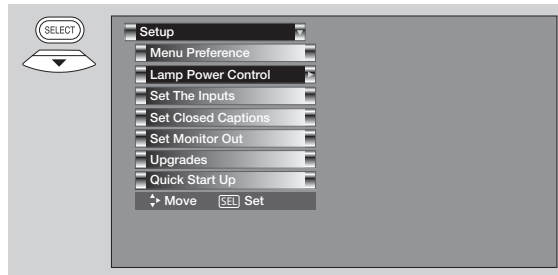 SELECT
Setup
Menu Preference
Lamp Power Control
Set The Inputs
Set Closed Captions
Set Monitor Out
Upgrades
Quick Start Up
Move SEL Set